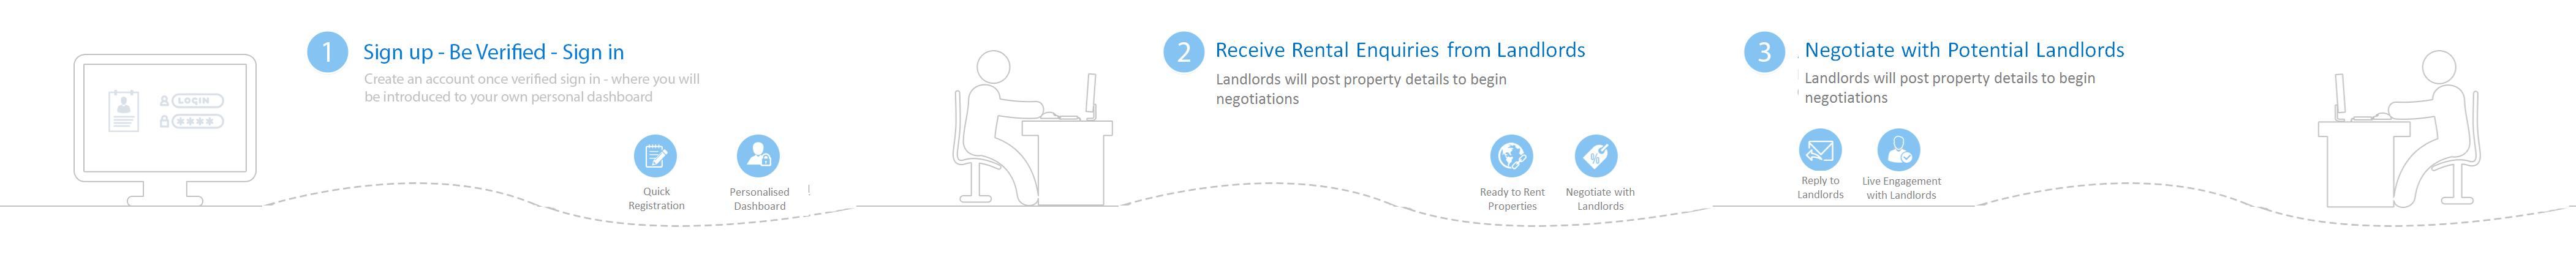 1
Sign up - Be Verified - Sign in
Create an account once verified sign in - where you will
be introduced to your own personal dashboard
LOGIN
****
Quick
Registration
Personalised
Dashboard
!
2
Receive Rental Enquiries from Landlords
Landlords will post property details to begin
negotiations
Ready to Rent
Properties
%
Negotiate with
Landlords
3
Negotiate with Potential Landlords
Landlords will post property details to begin
negotiations
Reply to
Landlords
Live Engagement
with Landlords